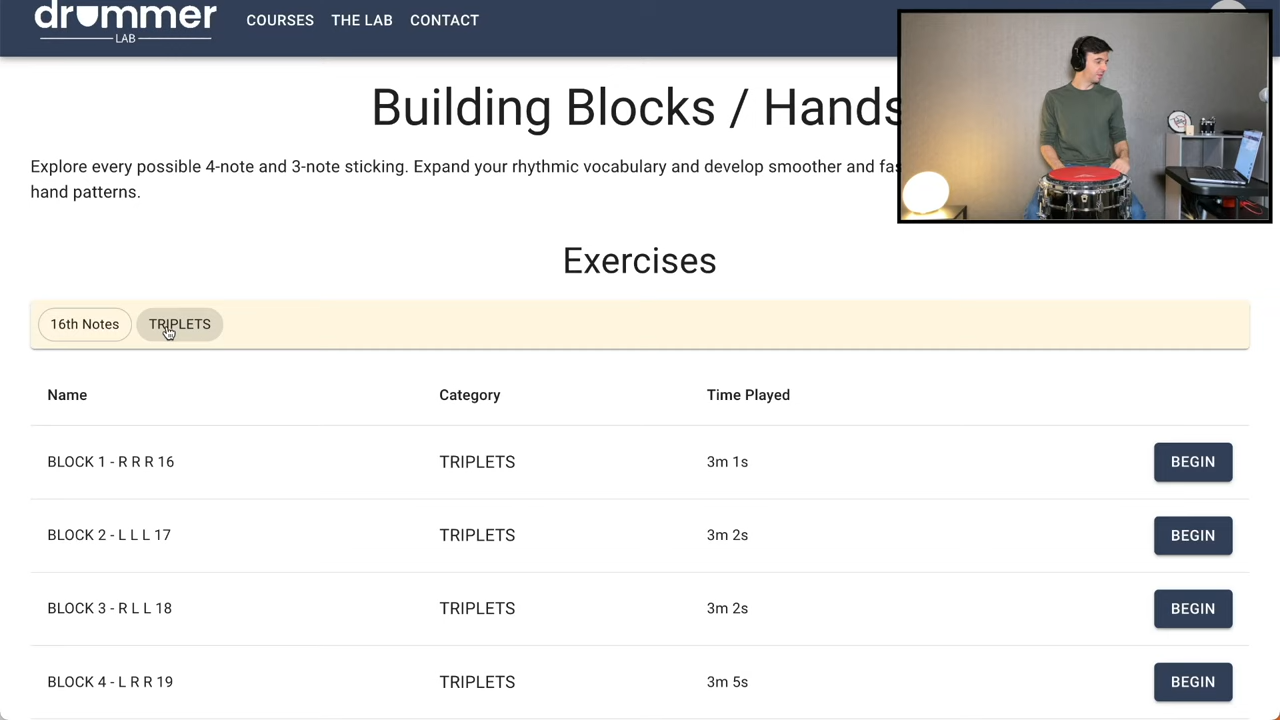 drummer
LAB
COURSES THE LAB CONTACT
Building Blocks / Hands
Explore every possible 4-note and 3-note sticking. Expand your rhythmic vocabulary and develop smoother and fas
hand patterns.
Exercises
16th Notes TRIPLETS
Name Category Time Played
BLOCK 1 - R R R 16 TRIPLETS 3m 1s BEGIN
BLOCK 2 - L L L 17 TRIPLETS 3m 2s BEGIN
BLOCK 3 - R L L 18 TRIPLETS 3m 2s BEGIN
BLOCK 4 - L R R 19 TRIPLETS 3m 5s BEGIN